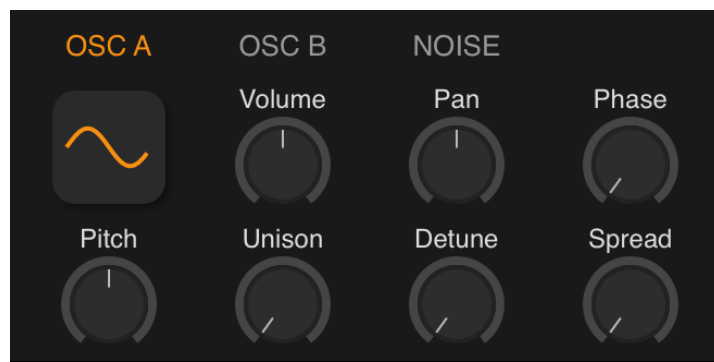 OSC A OSC B NOISE
Volume Pan Phase
Pitch Unison Detune Spread